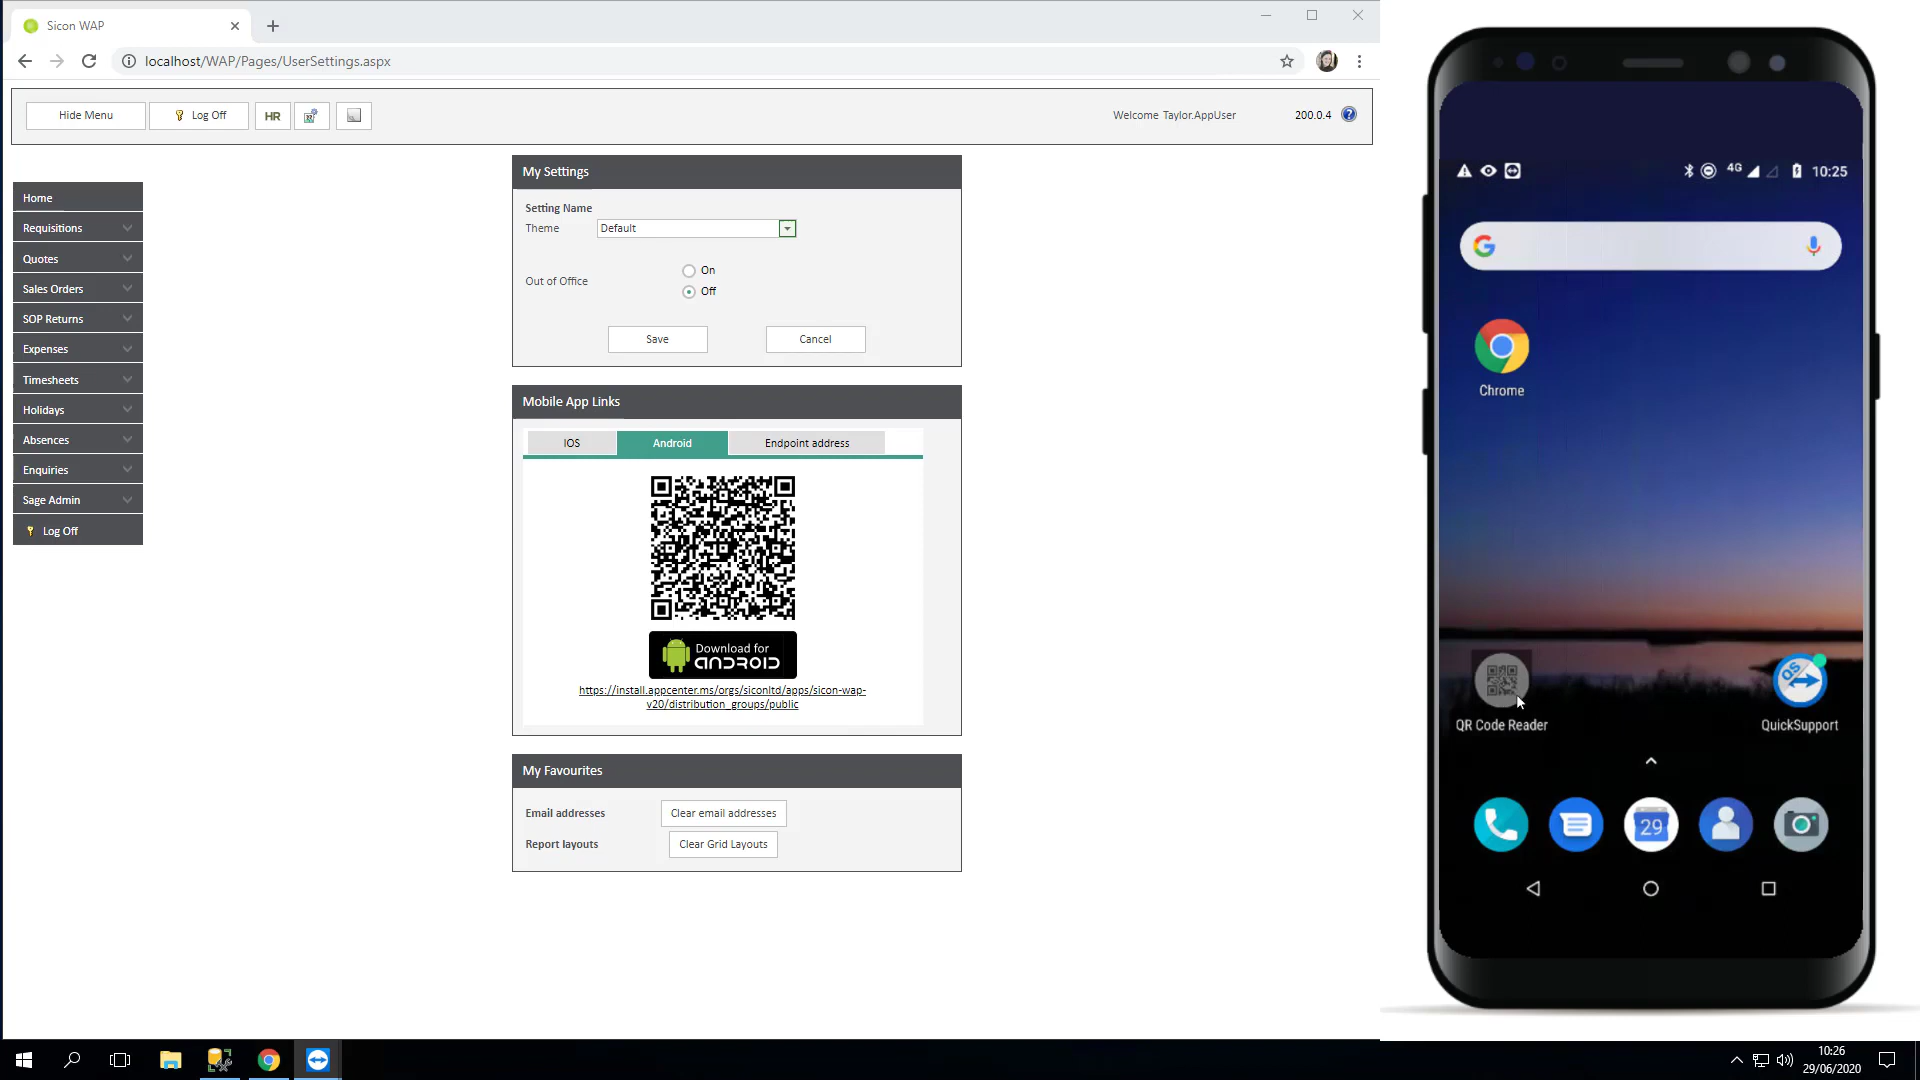 Sicon WAP
localhost/WAP/Pages/UserSettings.aspx
Hide Menu
Log Off
HR
Welcome Taylor.AppUser
200.0.4
Home
Requisitions
Quotes
Sales Orders
SOP Returns
Expenses
Timesheets
Holidays
Absences
Enquiries
Sage Admin
Log Off
My Settings
Setting Name
Theme
Default
Out of Office
On
Off
Save
Cancel
Mobile App Links
IOS
Android
Endpoint address
Download for
ANDROID
https://install.appcenter.ms/orgs/siconltd/apps/sicon-wap-
v20/distribution_groups/public
My Favourites
Email addresses
Clear email addresses
Report layouts
Clear Grid Layouts
4G
10:25
Chrome
QR Code Reader
QS
QuickSupport
29
10:26
29/06/2020